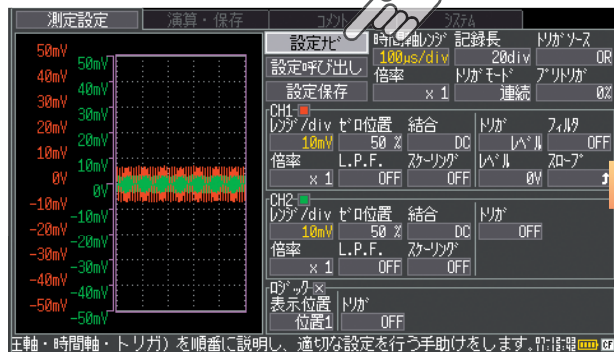 測定設定 演算・保存 コメント システム
設定ナビ 時間軸レンジ 記録長 トリガソース
100µs/div 20div OR
設定呼び出し 倍率 トリガモード プリトリガ
設定保存 × 1 連続 0%
CH1
レンジ/div ゼロ位置 結合 トリガ フィルタ
10mV 50 % DC レベル OFF
倍率 L.P.F. スケーリング レベル スロープ
× 1 OFF OFF 0V ↑
CH2
レンジ/div ゼロ位置 結合 トリガ
10mV 50 % DC OFF
倍率 L.P.F. スケーリング
× 1 OFF OFF
ロジック
表示位置 トリガ
位置1 OFF
50mV 50mV
40mV 40mV
30mV 30mV
20mV 20mV
10mV 10mV
0V 0V
-10mV -10mV
-20mV -20mV
-30mV -30mV
-40mV -40mV
-50mV -50mV
軸・時間軸・トリガ) を順番に説明し、適切な設定を行う手助けをします。